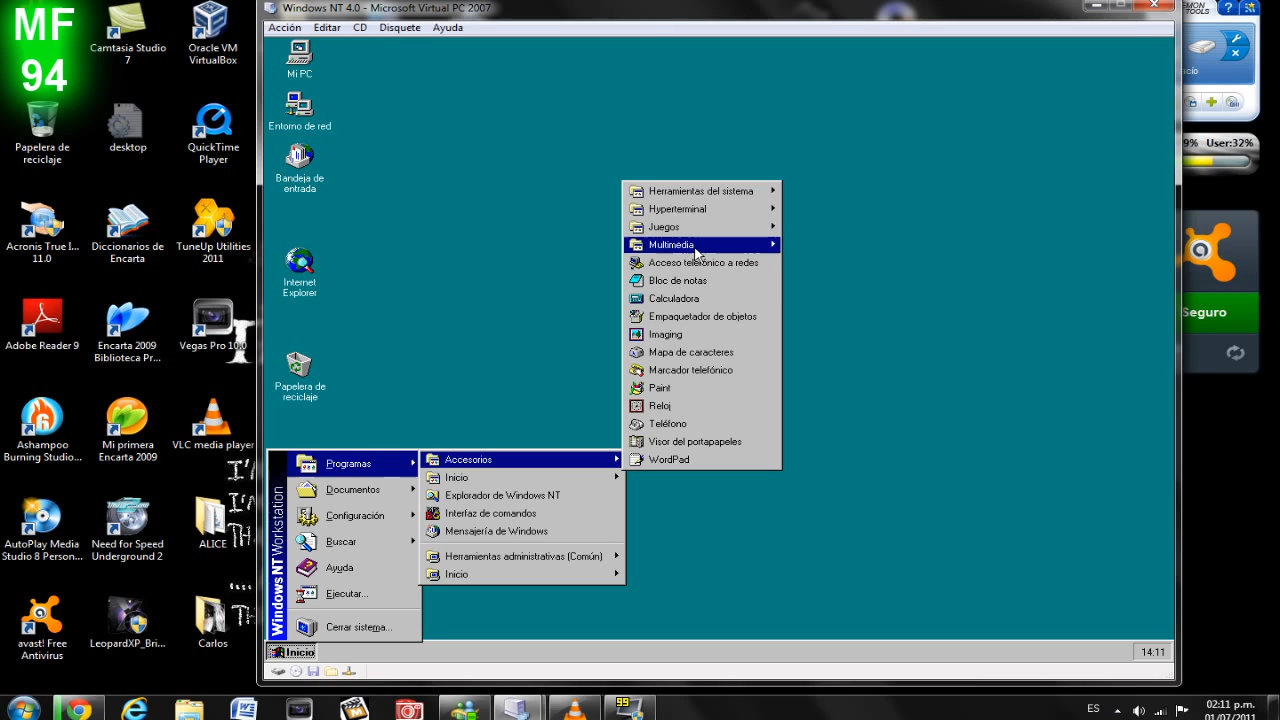 MF
94
Camtasia Studio
7
Oracle VM
VirtualBox
Papelera de
reciclaje
desktop
QuickTime
Player
Acronis True I...
11.0
Diccionarios de
Encarta
TuneUp Utilities
2011
Adobe Reader 9
Encarta 2009
Biblioteca Pr...
Vegas Pro 10.0
Ashampoo
Burning Studio...
Mi primera
Encarta 2009
VLC media player
AutoPlay Media
Studio 8 Person...
Need for Speed
Underground 2
ALICE
avast! Free
Antivirus
LeopardXP_Bri...
Carlos
Windows NT 4.0 - Microsoft Virtual PC 2007
Acción Editar CD Disquete Ayuda
Mi PC
Entorno de red
Bandeja de
entrada
Internet
Explorer
Papelera de
reciclaje
Windows NT Workstation
Programas
Documentos
Configuración
Buscar
Ayuda
Ejecutar...
Cerrar sistema...
Accesorios
Inicio
Explorador de Windows NT
Interfaz de comandos
Mensajería de Windows
Herramientas administrativas (Común)
Inicio
Herramientas del sistema
Hyperterminal
Juegos
Multimedia
Acceso telefónico a redes
Bloc de notas
Calculadora
Empaquetador de objetos
Imaging
Mapa de caracteres
Marcador telefónico
Paint
Reloj
Teléfono
Visor del portapapeles
WordPad
Inicio
14:11
TOOLS
9% User:32%
Seguro
99
ES
02:11 p.m.
01/07/2011